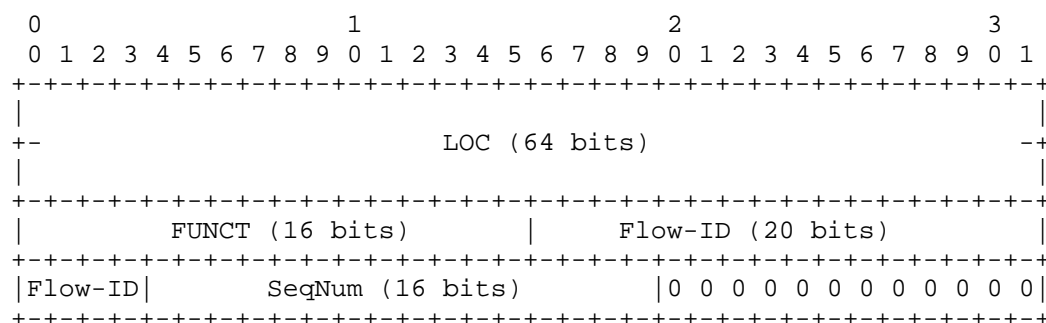 0                   1                   2                   3
 0 1 2 3 4 5 6 7 8 9 0 1 2 3 4 5 6 7 8 9 0 1 2 3 4 5 6 7 8 9 0 1
+-+-+-+-+-+-+-+-+-+-+-+-+-+-+-+-+-+-+-+-+-+-+-+-+-+-+-+-+-+-+-+-+
|                                                               |
+-                         LOC (64 bits)                       -+
|                                                               |
+-+-+-+-+-+-+-+-+-+-+-+-+-+-+-+-+-+-+-+-+-+-+-+-+-+-+-+-+-+-+-+-+
|         FUNCT (16 bits)       |      Flow-ID (20 bits)        |
+-+-+-+-+-+-+-+-+-+-+-+-+-+-+-+-+-+-+-+-+-+-+-+-+-+-+-+-+-+-+-+-+
|Flow-ID|       SeqNum (16 bits)        |0 0 0 0 0 0 0 0 0 0 0 0|
+-+-+-+-+-+-+-+-+-+-+-+-+-+-+-+-+-+-+-+-+-+-+-+-+-+-+-+-+-+-+-+-+